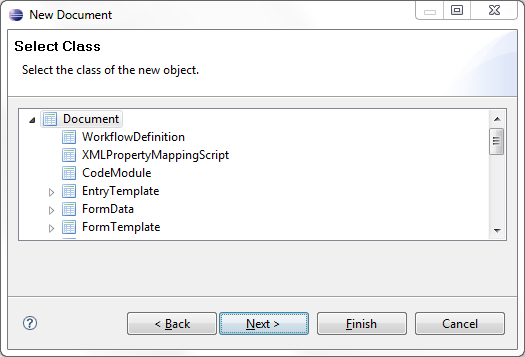 New Document
Select Class
Select the class of the new object.
Document
WorkflowDefinition
XMLPropertyMappingScript
CodeModule
EntryTemplate
FormData
FormTemplate
? < Back Next > Finish Cancel